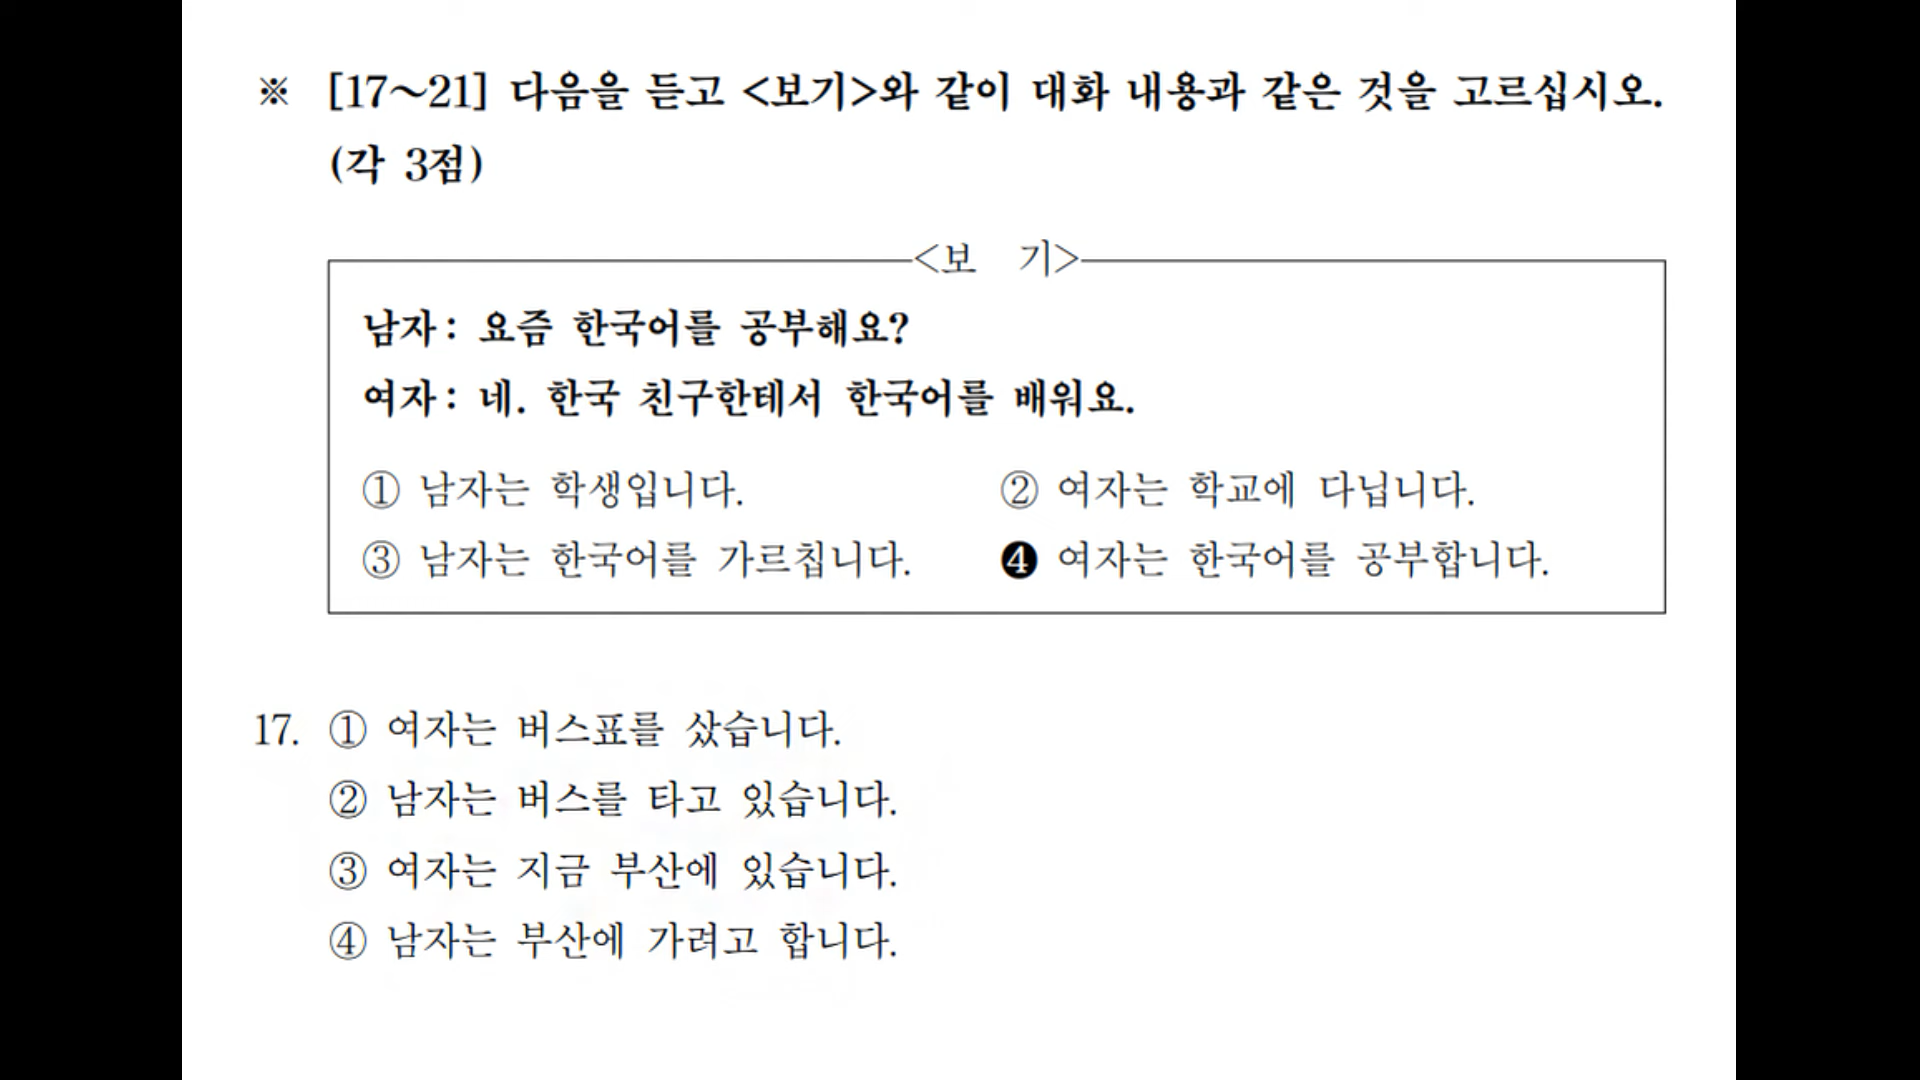 ※ [17～21] 다음을 듣고 <보기>와 같이 대화 내용과 같은 것을 고르십시오.
(각 3점)
<보 기>
남자: 요즘 한국어를 공부해요?
여자: 네. 한국 친구한테서 한국어를 배워요.
① 남자는 학생입니다. ② 여자는 학교에 다닙니다.
③ 남자는 한국어를 가르칩니다. ❹ 여자는 한국어를 공부합니다.
17. ① 여자는 버스표를 샀습니다.
② 남자는 버스를 타고 있습니다.
③ 여자는 지금 부산에 있습니다.
④ 남자는 부산에 가려고 합니다.